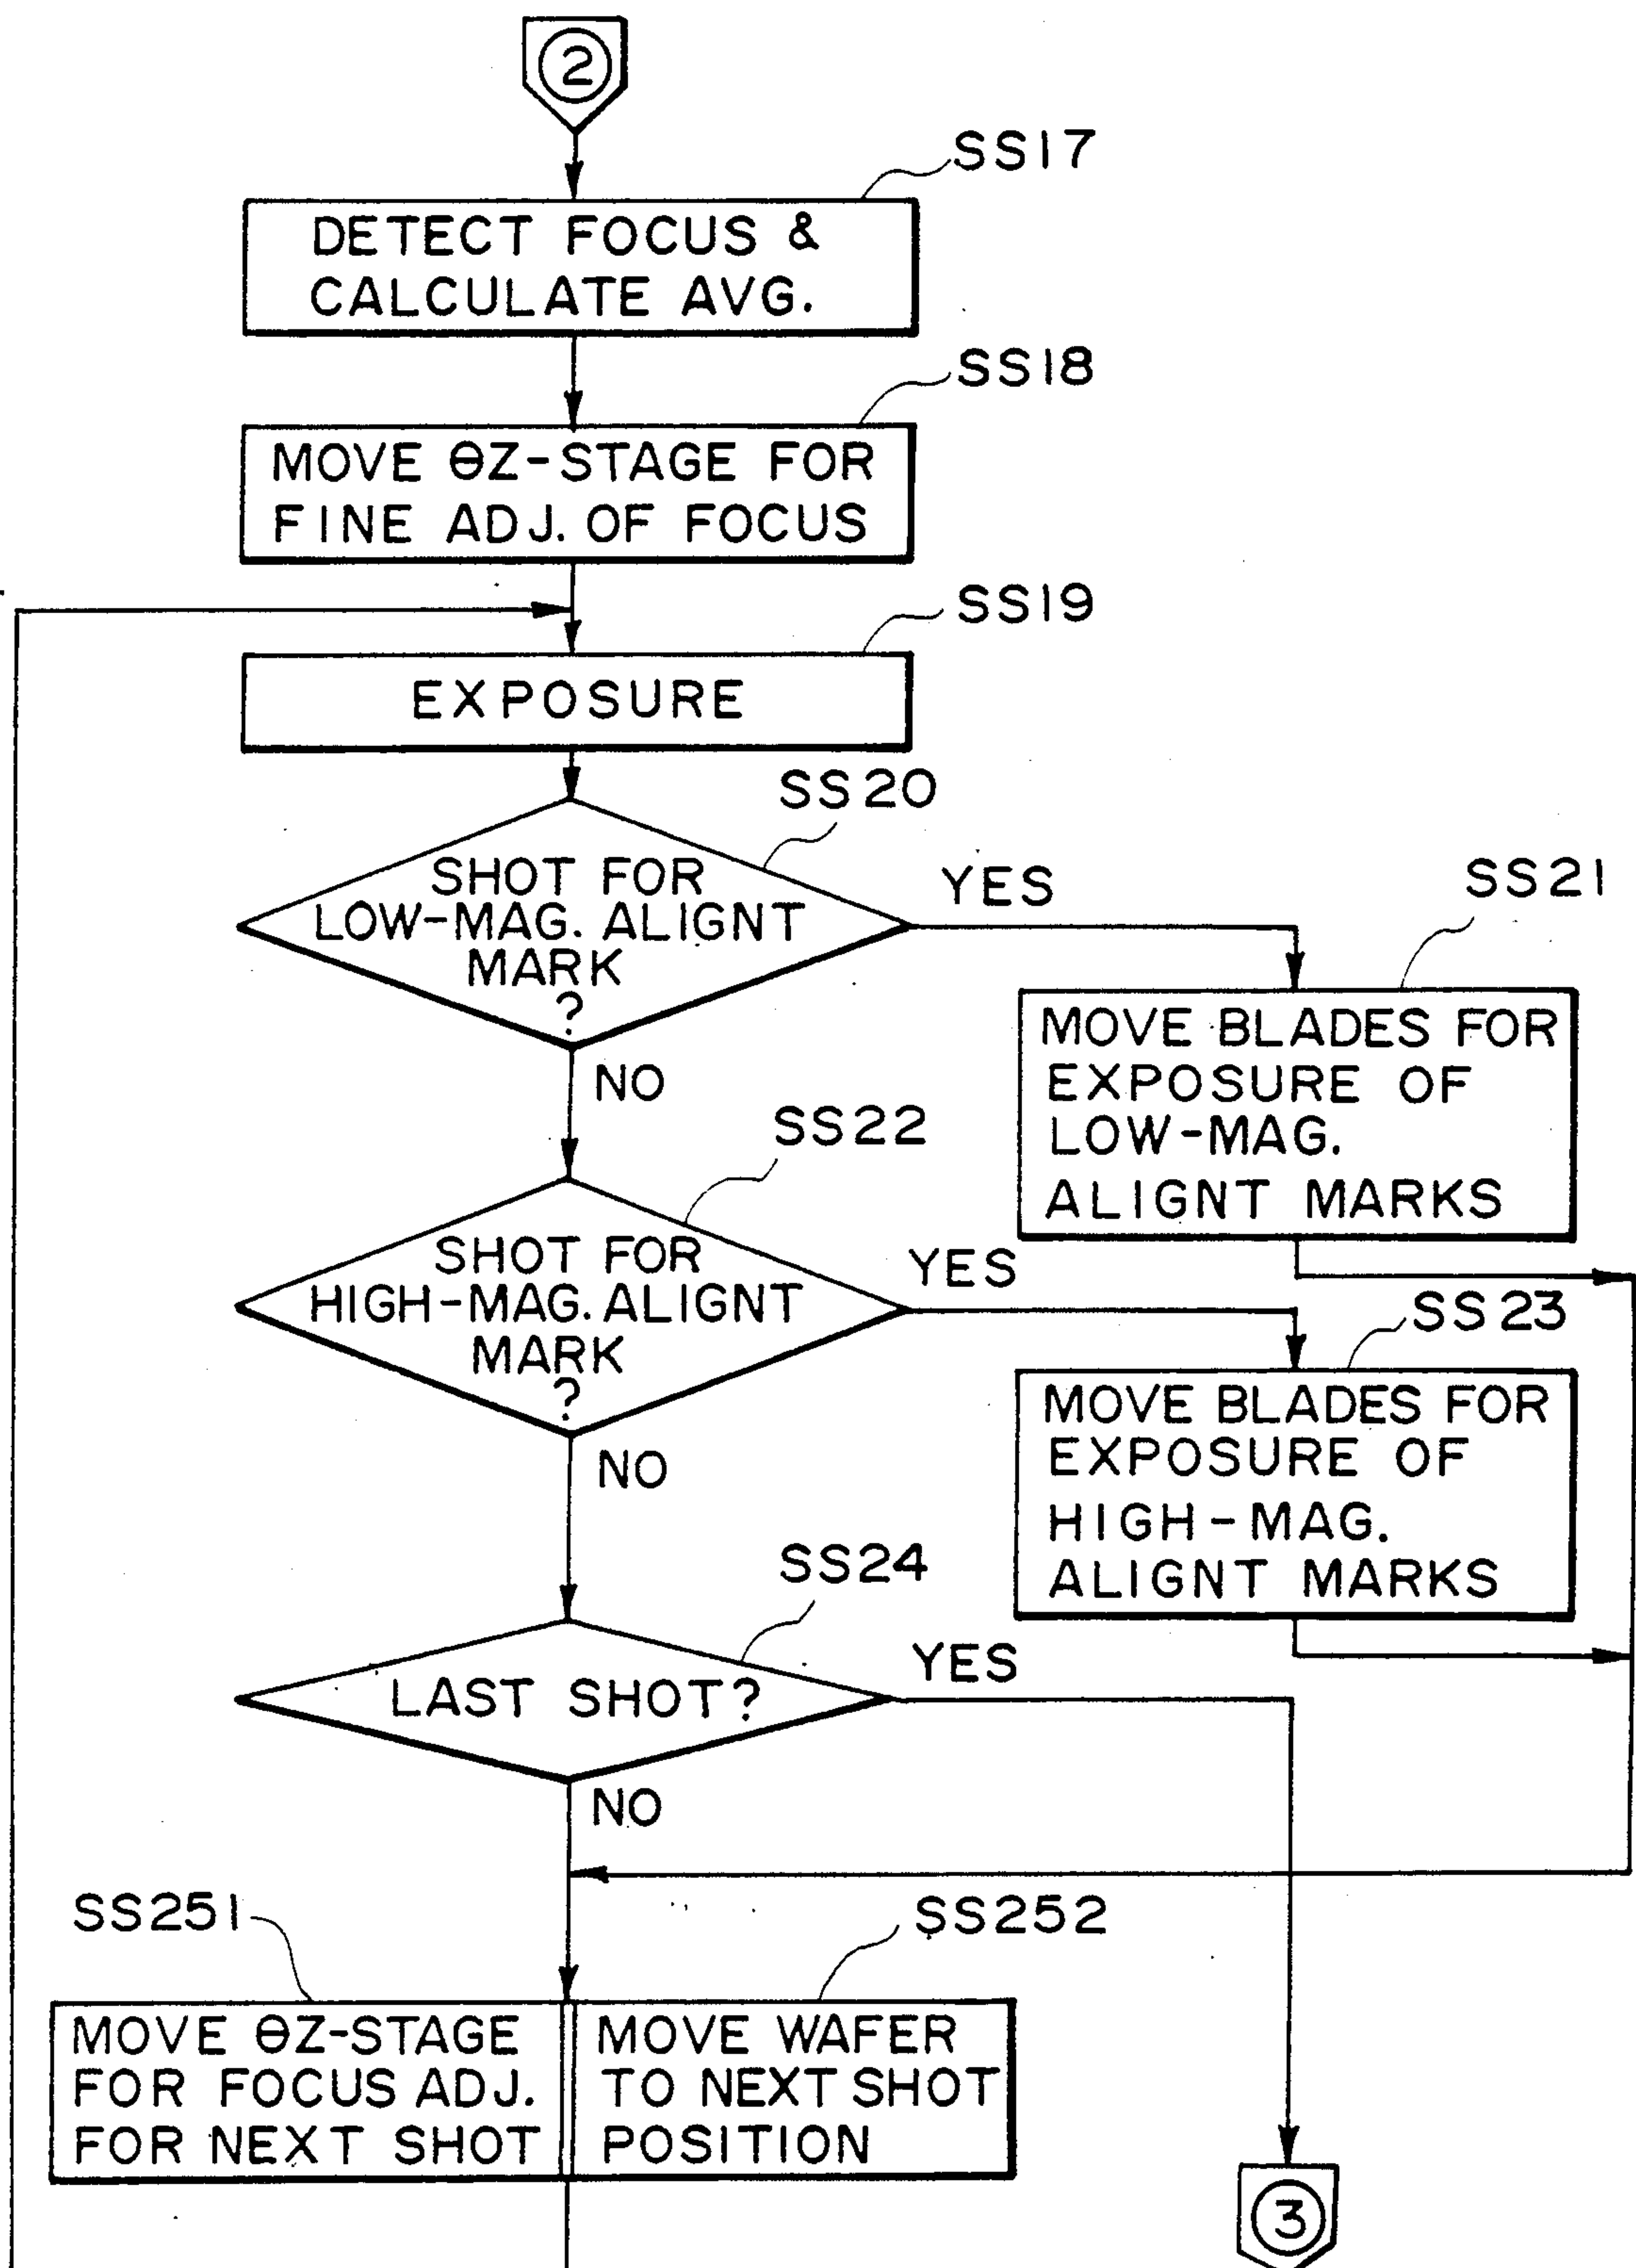 2
SS17
DETECT FOCUS &
CALCULATE AVG.
SS18
MOVE ΘZ-STAGE FOR
FINE ADJ. OF FOCUS
SS19
EXPOSURE
SS20
SHOT FOR
LOW-MAG. ALIGNT
MARK
?
YES
NO
SS21
MOVE BLADES FOR
EXPOSURE OF
LOW-MAG.
ALIGNT MARKS
SS22
SHOT FOR
HIGH-MAG. ALIGNT
MARK
?
YES
NO
SS23
MOVE BLADES FOR
EXPOSURE OF
HIGH-MAG.
ALIGNT MARKS
SS24
LAST SHOT?
YES
NO
SS251
MOVE ΘZ-STAGE
FOR FOCUS ADJ.
FOR NEXT SHOT
SS252
MOVE WAFER
TO NEXT SHOT
POSITION
3